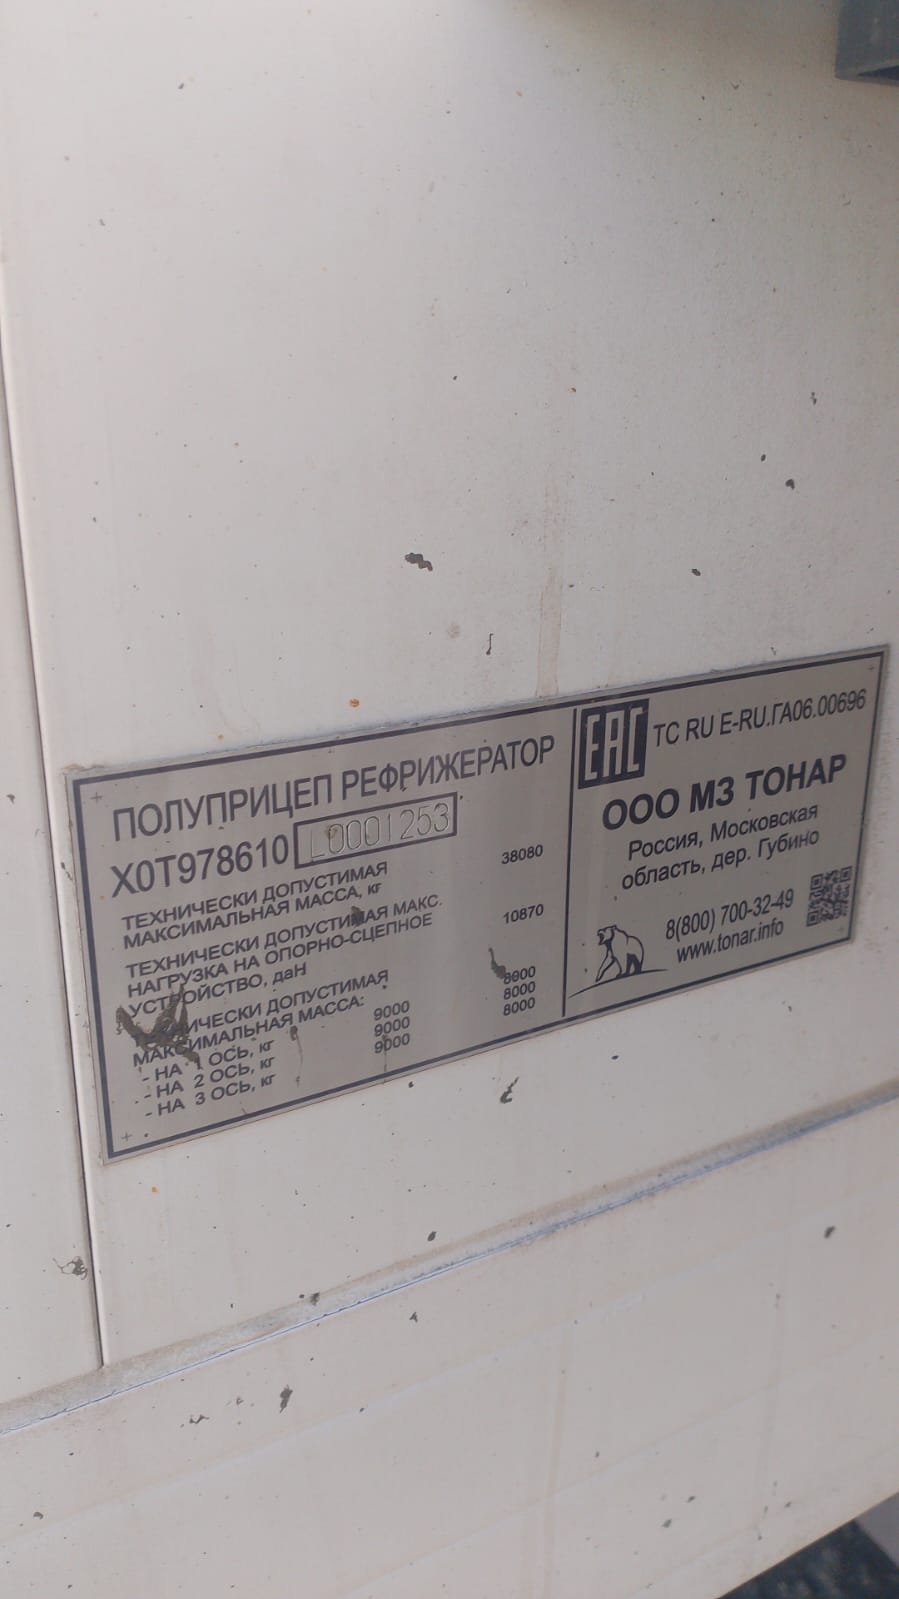 ПОЛУПРИЦЕП РЕФРИЖЕРАТОР
X0T978610 L0001253
ТЕХНИЧЕСКИ ДОПУСТИМАЯ
МАКСИМАЛЬНАЯ МАССА, кг 38080
ТЕХНИЧЕСКИ ДОПУСТИМАЯ МАКС.
НАГРУЗКА НА ОПОРНО-СЦЕПНОЕ 10870
УСТРОЙСТВО, даН
ТЕХНИЧЕСКИ ДОПУСТИМАЯ
МАКСИМАЛЬНАЯ МАССА:
- НА 1 ОСЬ, кг 9000 8000
- НА 2 ОСЬ, кг 9000 8000
- НА 3 ОСЬ, кг 9000 8000
EAC TC RU E-RU.ГА06.00696
ООО МЗ ТОНАР
Россия, Московская
область, дер. Губино
8(800) 700-32-49
www.tonar.info